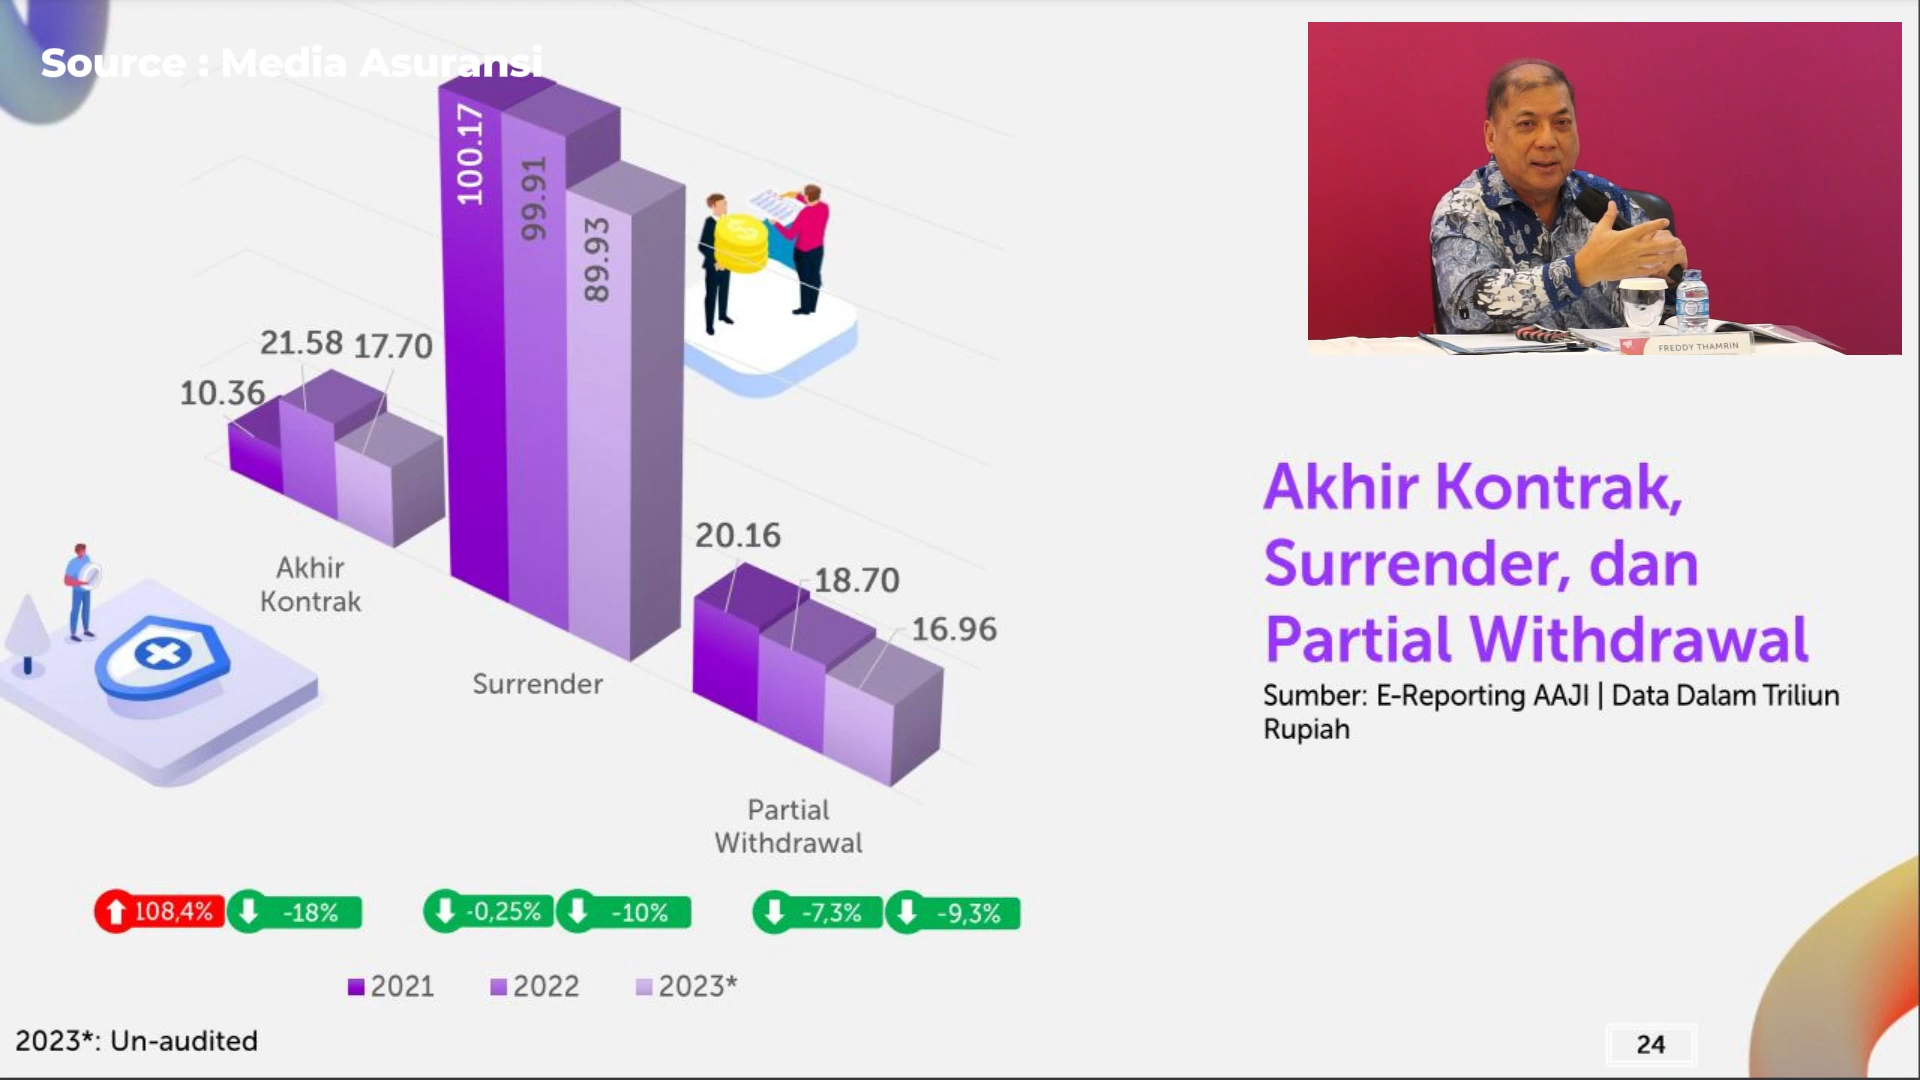 Source : Media Asuransi
100.17
99.91
89.93
21.58 17.70
10.36
20.16
18.70
16.96
Akhir
Kontrak
Surrender
Partial
Withdrawal
108,4% -18% -0,25% -10% -7,3% -9,3%
2021 2022 2023*
2023*: Un-audited
FREDDY THAMRIN
Akhir Kontrak,
Surrender, dan
Partial Withdrawal
Sumber: E-Reporting AAJI | Data Dalam Triliun
Rupiah
24